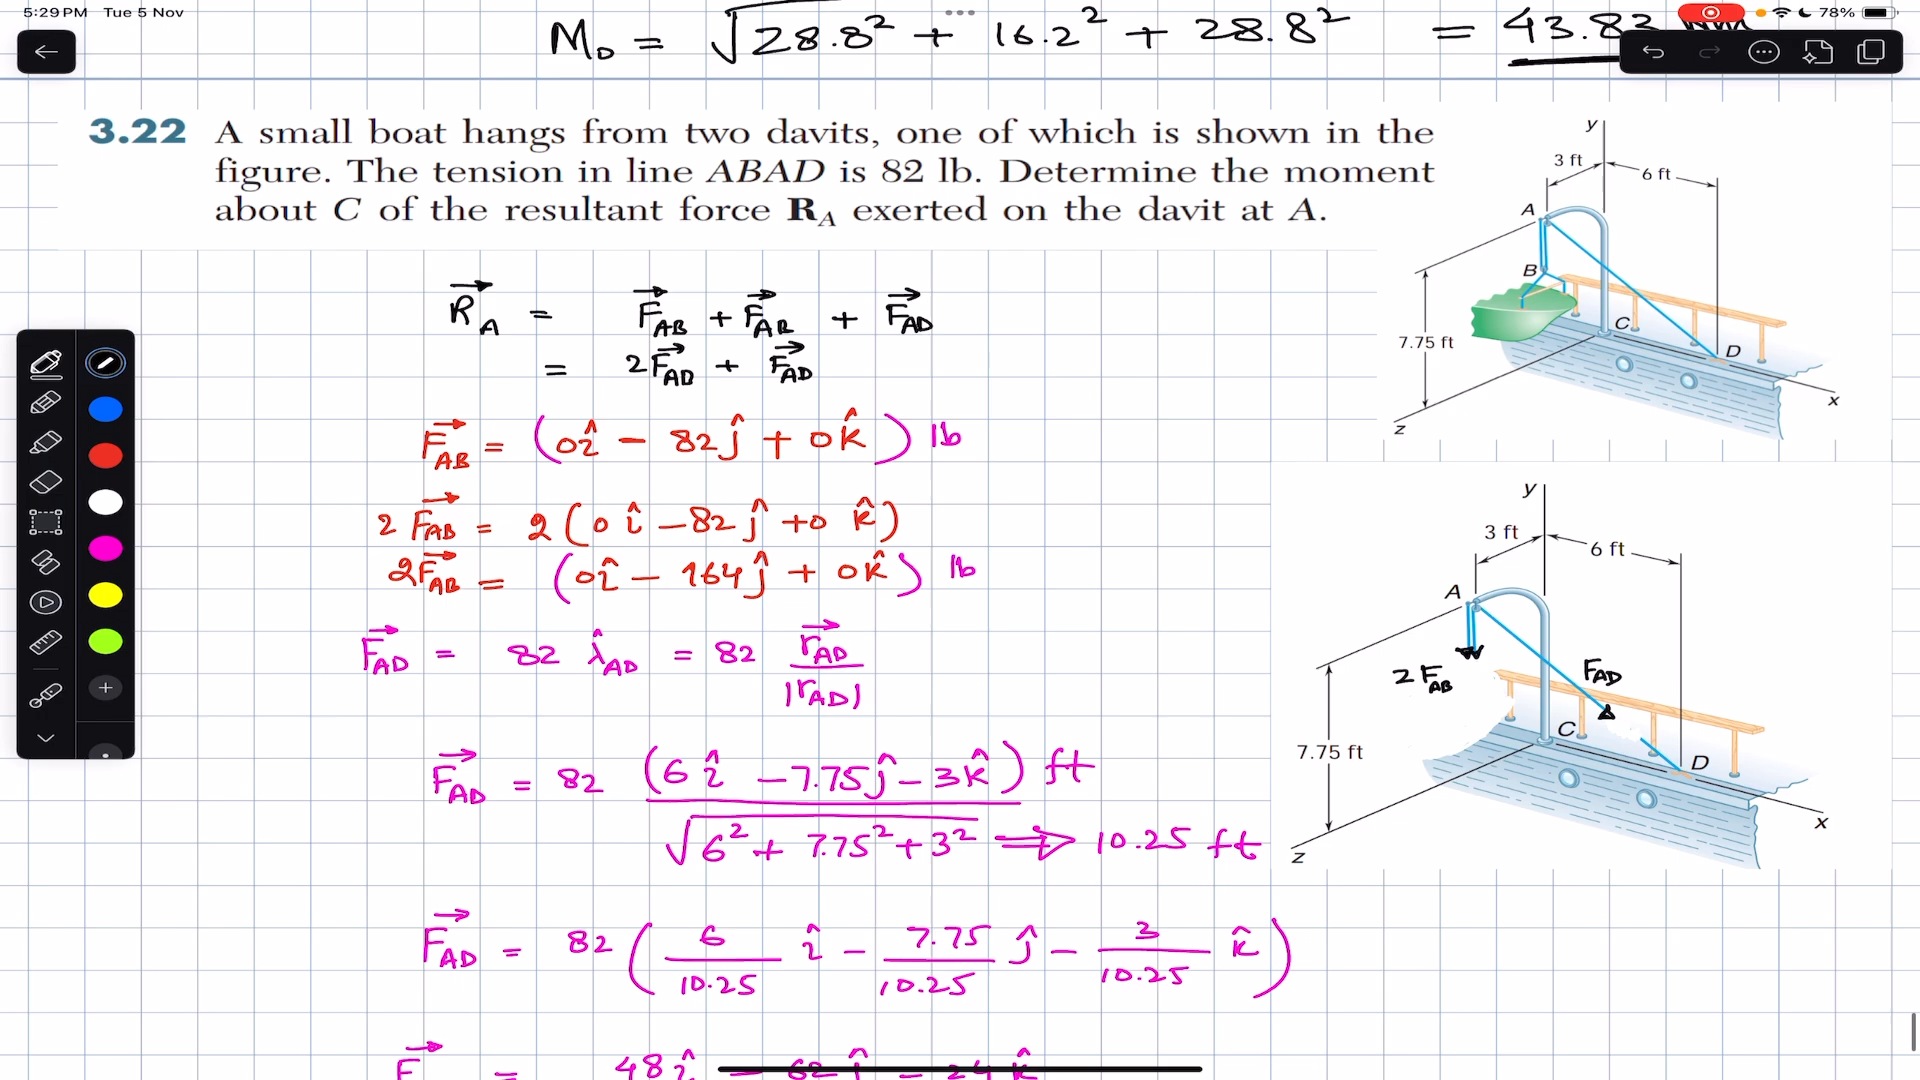 5:29 PM Tue 5 Nov
78%
M_D = √28.8² + 16.2² + 28.8² = 43.83
3.22 A small boat hangs from two davits, one of which is shown in the
figure. The tension in line ABAD is 82 lb. Determine the moment
about C of the resultant force R_A exerted on the davit at A.
R_A = F_AB + F_AB + F_AD
= 2F_AB + F_AD
F_AB = (0î - 82ĵ + 0k̂) lb
2 F_AB = 2 (0 î - 82 ĵ + 0 k̂)
2F_AB = (0î - 164ĵ + 0k̂) lb
F_AD = 82 λ̂_AD = 82 r_AD / |r_AD|
F_AD = 82 (6 î - 7.75ĵ - 3k̂) ft / √6² + 7.75² + 3² ⇒ 10.25 ft
F_AD = 82 ( 6/10.25 î - 7.75/10.25 ĵ - 3/10.25 k̂ )
F = 48î - 62ĵ - 24k̂
y
3 ft
6 ft
A
B
7.75 ft
C
D
x
z
y
3 ft
6 ft
A
2 F_AB
F_AD
7.75 ft
C
D
x
z